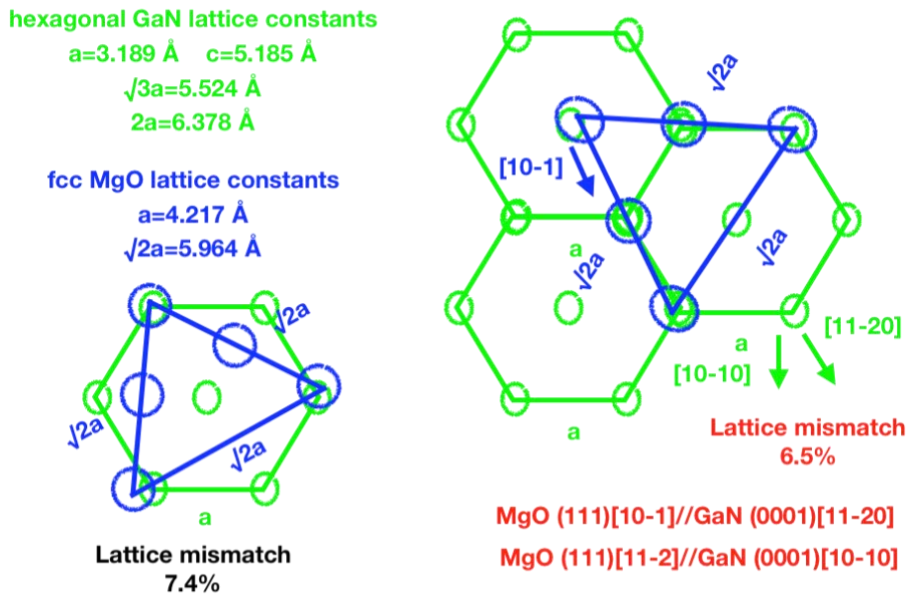 hexagonal GaN lattice constants
a=3.189 Å c=5.185 Å
√3a=5.524 Å
2a=6.378 Å
fcc MgO lattice constants
a=4.217 Å
√2a=5.964 Å
√2a
√2a
√2a
a
Lattice mismatch
7.4%
√2a
[10-1]
a
√2a
√2a
[11-20]
a
[10-10]
a
Lattice mismatch
6.5%
MgO (111)[10-1]//GaN (0001)[11-20]
MgO (111)[11-2]//GaN (0001)[10-10]